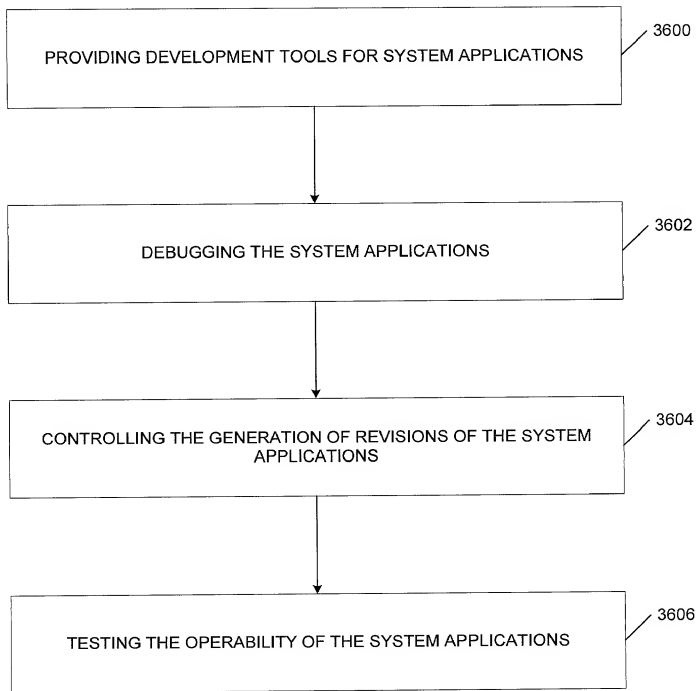 3600
PROVIDING DEVELOPMENT TOOLS FOR SYSTEM APPLICATIONS
3602
DEBUGGING THE SYSTEM APPLICATIONS
3604
CONTROLLING THE GENERATION OF REVISIONS OF THE SYSTEM
APPLICATIONS
3606
TESTING THE OPERABILITY OF THE SYSTEM APPLICATIONS